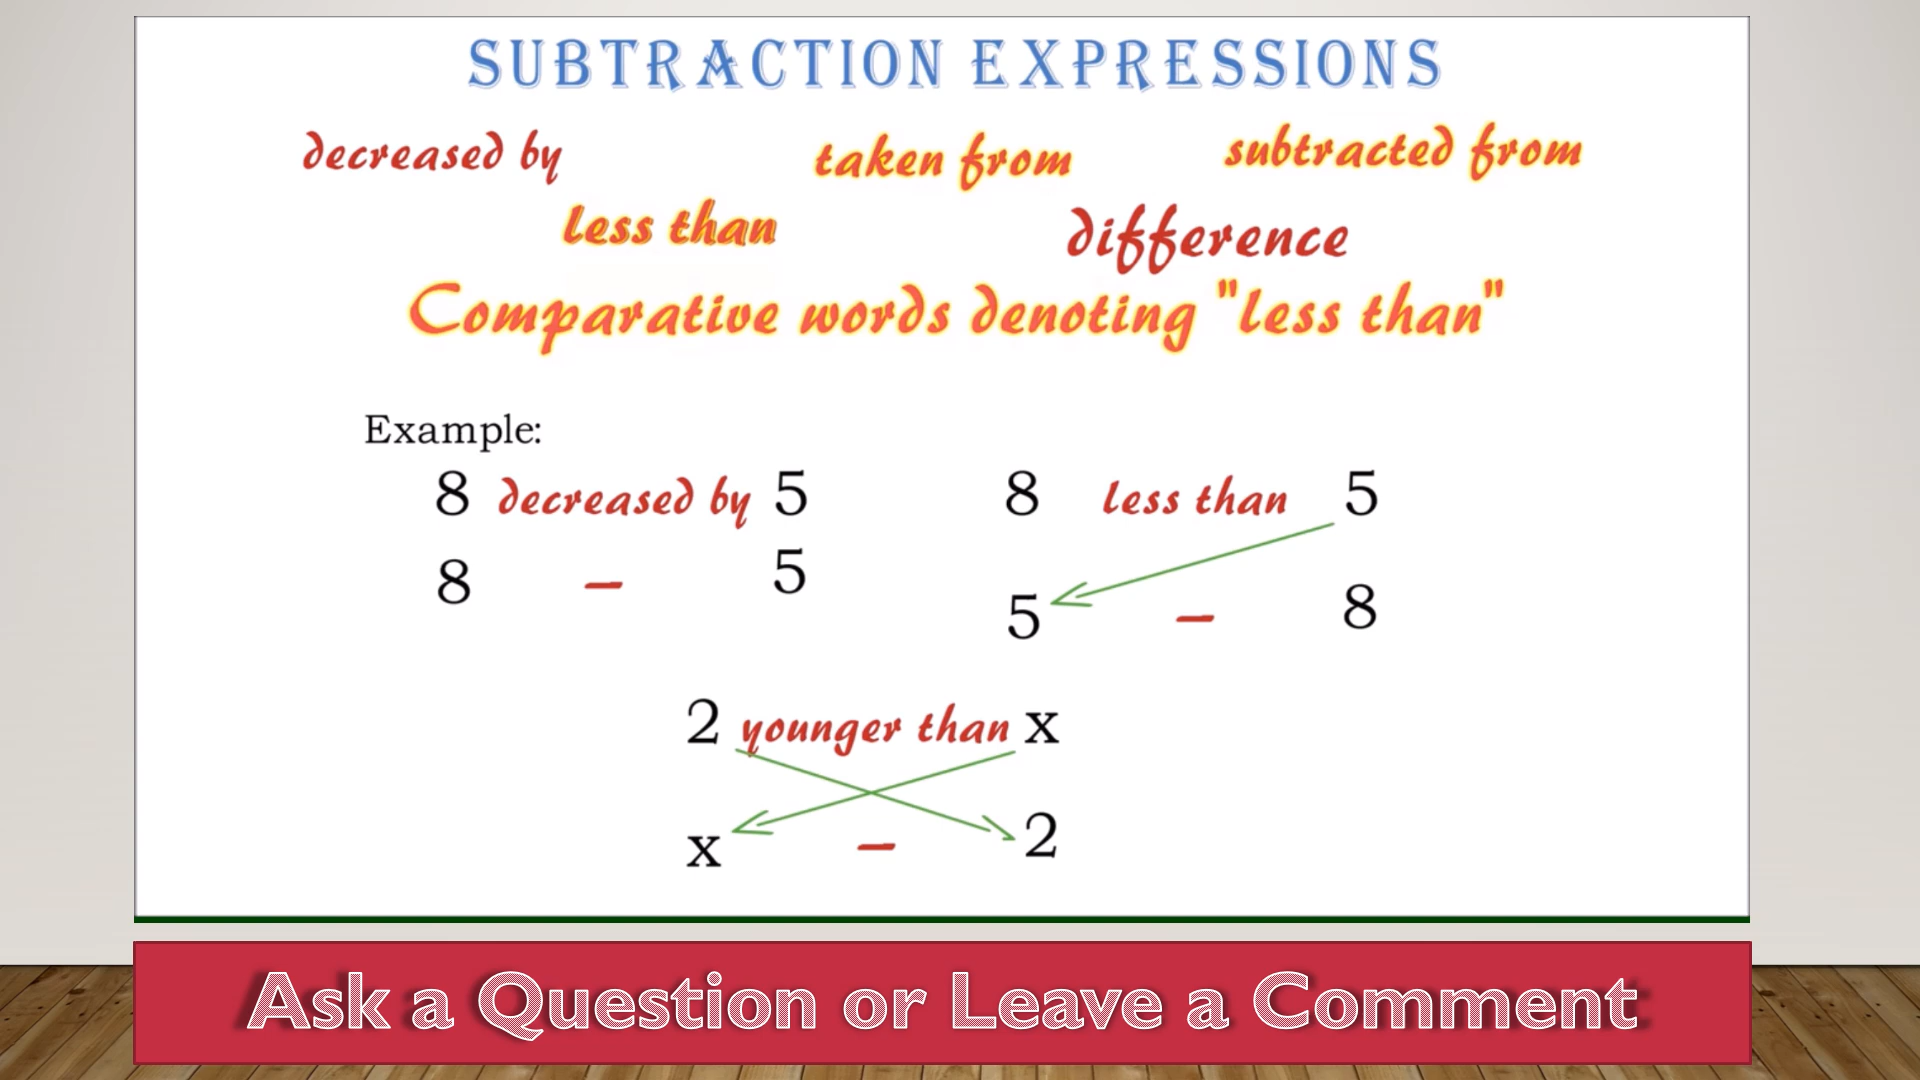 SUBTRACTION EXPRESSIONS
decreased by taken from subtracted from
less than difference
Comparative words denoting "less than"
Example:
8 decreased by 5 8 less than 5
8 – 5 5 – 8
2 younger than x
x – 2
Ask a Question or Leave a Comment